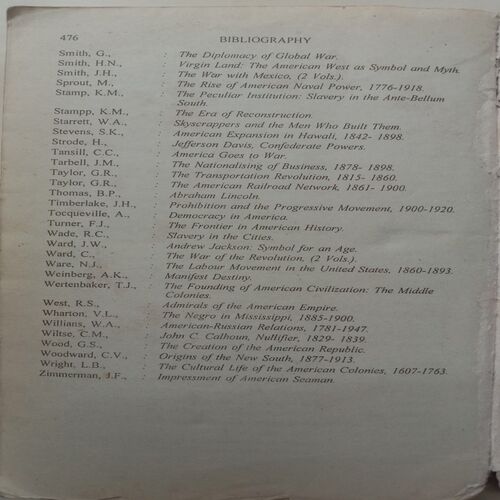 476 BIBLIOGRAPHY
Smith, G., : The Diplomacy of Global War.
Smith, H.N., : Virgin Land: The American West as Symbol and Myth.
Smith, J.H., : The War with Mexico, (2 Vols.).
Sprout, M., : The Rise of American Naval Power, 1776-1918.
Stamp, K.M., : The Peculiar Institution: Slavery in the Ante-Bellum
South.
Stampp, K.M., : The Era of Reconstruction.
Starrett, W.A., : Skyscrappers and the Men Who Built Them.
Stevens, S.K., : American Expansion in Hawali, 1842- 1898.
Strode, H., : Jefferson Davis, Confederate Powers.
Tansill, C.C., : America Goes to War.
Tarbell, J.M., : The Nationalising of Business, 1878- 1898.
Taylor, G.R., : The Transportation Revolution, 1815- 1860.
Taylor, G.R., : The American Railroad Network, 1861- 1900.
Thomas, B.P., : Abraham Lincoln.
Timberlake, J.H., : Prohibition and the Progressive Movement, 1900-1920.
Tocqueville, A., : Democracy in America.
Turner, F.J., : The Frontier in American History.
Wade, R.C., : Slavery in the Cities.
Ward, J.W., : Andrew Jackson: Symbol for an Age.
Ward, C., : The War of the Revolution, (2 Vols.).
Ware, N.J., : The Labour Movement in the United States, 1860-1893.
Weinberg, A.K., : Manifest Destiny.
Wertenbaker, T.J., : The Founding of American Civilization: The Middle
Colonies.
West, R.S., : Admirals of the American Empire.
Wharton, V.L., : The Negro in Mississippi, 1885-1900.
Willians, W.A., : American-Russian Relations, 1781-1947.
Wiltse, C.M., : John C. Calhoun, Nullifier, 1829- 1839.
Wood, G.S., : The Creation of the American Republic.
Woodward, C.V., : Origins of the New South, 1877-1913.
Wright, L.B., : The Cultural Life of the American Colonies, 1607-1763.
Zimmerman, J.F., : Impressment of American Seaman.